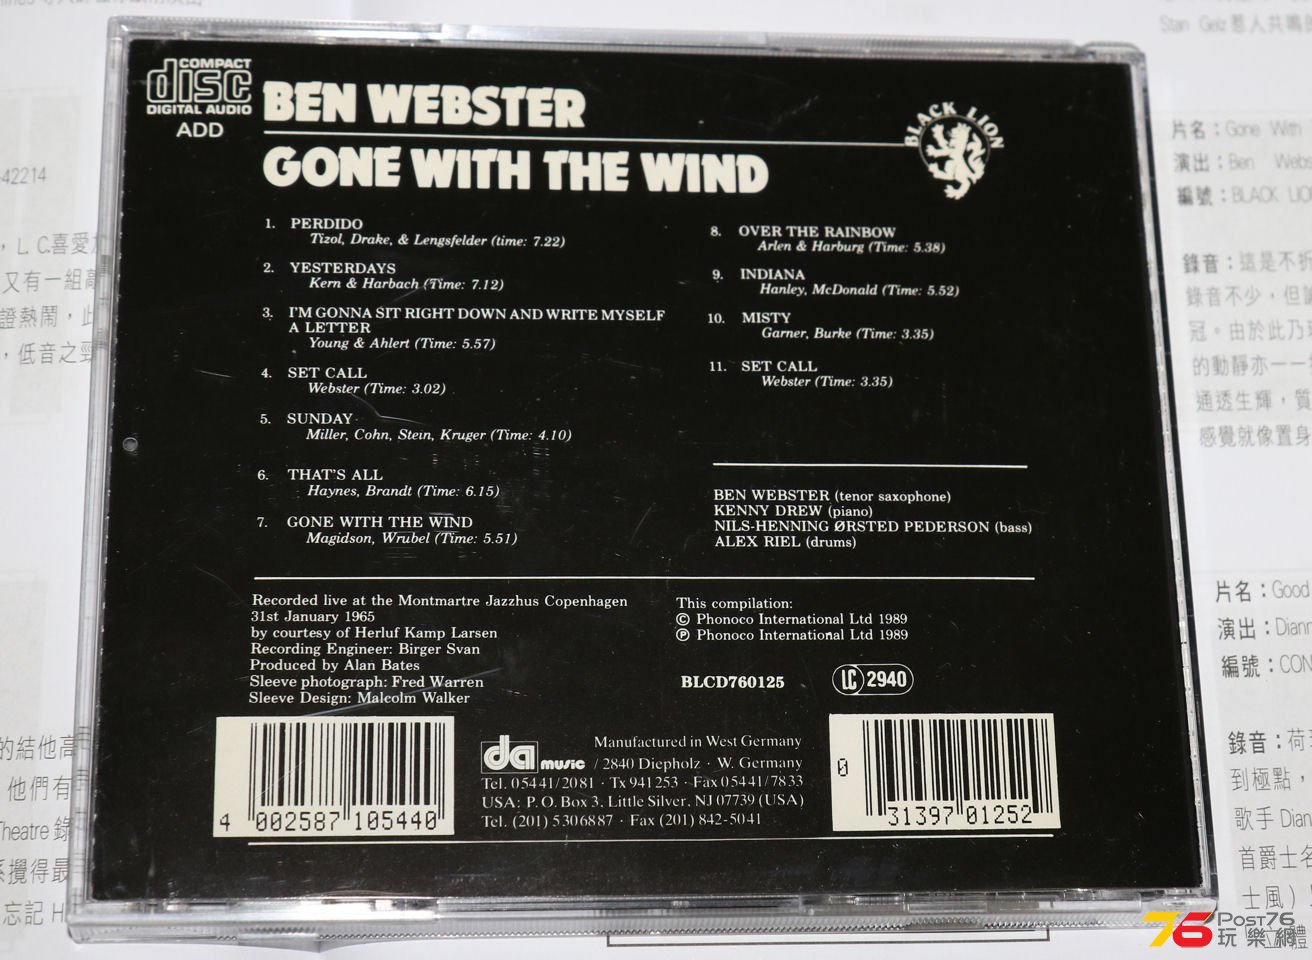 COMPACT
disc
DIGITAL AUDIO
ADD
BEN WEBSTER
GONE WITH THE WIND
BLACK LION
1. PERDIDO
Tizol, Drake, & Lengsfelder (time: 7.22)
2. YESTERDAYS
Kern & Harbach (Time: 7.12)
3. I'M GONNA SIT RIGHT DOWN AND WRITE MYSELF
A LETTER
Young & Ahlert (Time: 5.57)
4. SET CALL
Webster (Time: 3.02)
5. SUNDAY
Miller, Cohn, Stein, Kruger (Time: 4.10)
6. THAT'S ALL
Haynes, Brandt (Time: 6.15)
7. GONE WITH THE WIND
Magidson, Wrubel (Time: 5.51)
8. OVER THE RAINBOW
Arlen & Harburg (Time: 5.38)
9. INDIANA
Hanley, McDonald (Time: 5.52)
10. MISTY
Garner, Burke (Time: 3.35)
11. SET CALL
Webster (Time: 3.35)
BEN WEBSTER (tenor saxophone)
KENNY DREW (piano)
NILS-HENNING ØRSTED PEDERSON (bass)
ALEX RIEL (drums)
Recorded live at the Montmartre Jazzhus Copenhagen
31st January 1965
by courtesy of Herluf Kamp Larsen
Recording Engineer: Birger Svan
Produced by Alan Bates
Sleeve photograph: Fred Warren
Sleeve Design: Malcolm Walker
This compilation:
© Phonoco International Ltd 1989
℗ Phonoco International Ltd 1989
BLCD760125
LC 2940
4 002587 105440
da music
Manufactured in West Germany
/ 2840 Diepholz · W. Germany
Tel. 05441/2081 · Tx 941253 · Fax 05441/7833
USA: P.O. Box 3, Little Silver, NJ 07739 (USA)
Tel. (201) 5306887 · Fax (201) 842-5041
0 31397 01252
-42214
，L. C.喜愛
又有一組
證熱鬧，此
，低音之
的結他高
他們有
Theatre 錄
係攪得最
忘記 H
Stan Getz 惹人共鳴
片名：Gone With
演出：Ben Webs
編號：BLACK LIO
錄音：這是不折
錄音不少，但
冠。由於此乃
的動靜亦一一
通透生輝，質
感覺就像置身
片名：Good
演出：Diann
編號：CON
錄音：荷
到極點，
歌手 Dian
首爵士名
士風）
立體
76 Post76
玩樂網